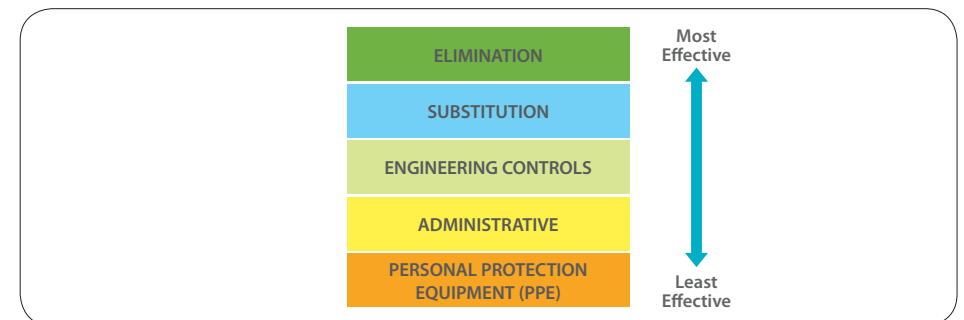 ELIMINATION
SUBSTITUTION
ENGINEERING CONTROLS
ADMINISTRATIVE
PERSONAL PROTECTION
EQUIPMENT (PPE)
Most
Effective
Least
Effective